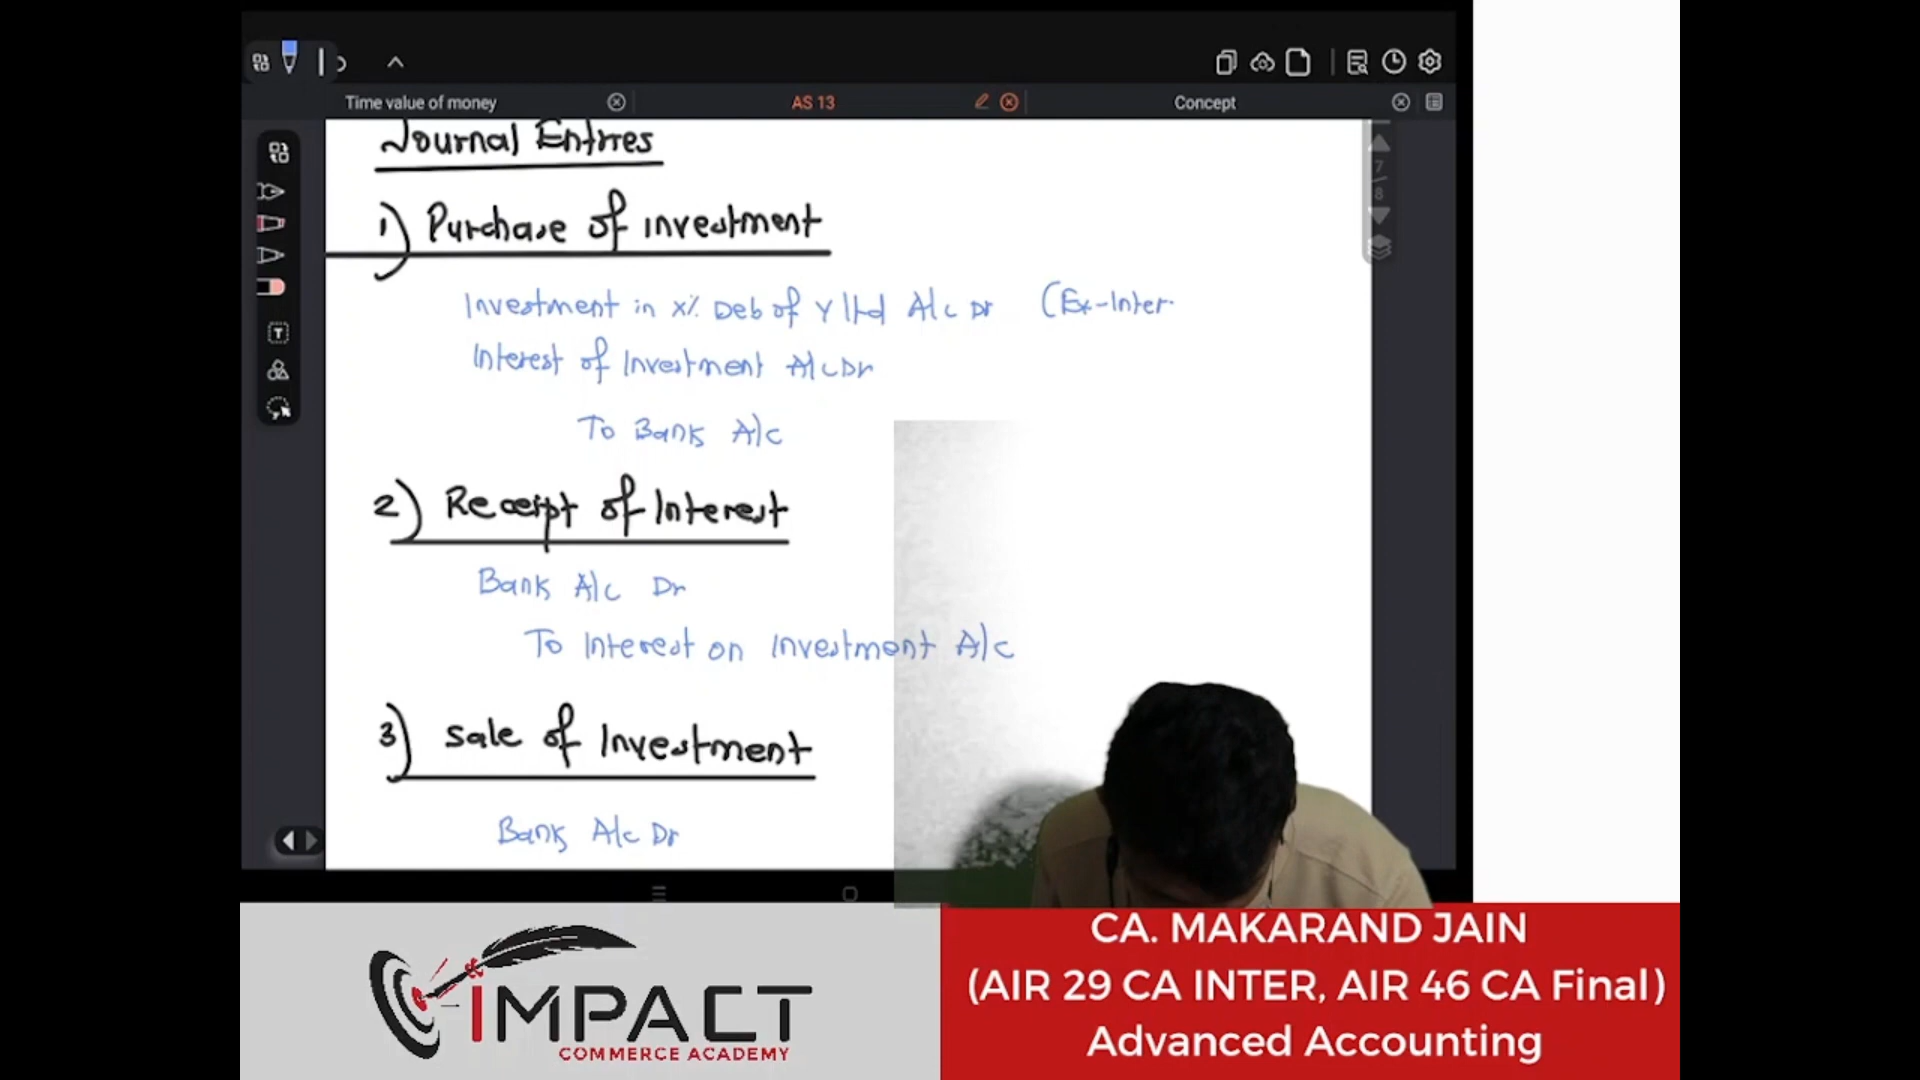 Time value of money
AS 13
Concept
Journal Entires
1) Purchase of investment
Investment in X% Deb of Y ltd A/c Dr (Ex-Inter
Interest of Investment A/c Dr
To Bank A/c
2) Receipt of Interest
Bank A/c Dr
To Interest on Investment A/c
3) Sale of Investment
Bank A/c Dr
7
8
IMPACT
COMMERCE ACADEMY
CA. MAKARAND JAIN
(AIR 29 CA INTER, AIR 46 CA Final)
Advanced Accounting